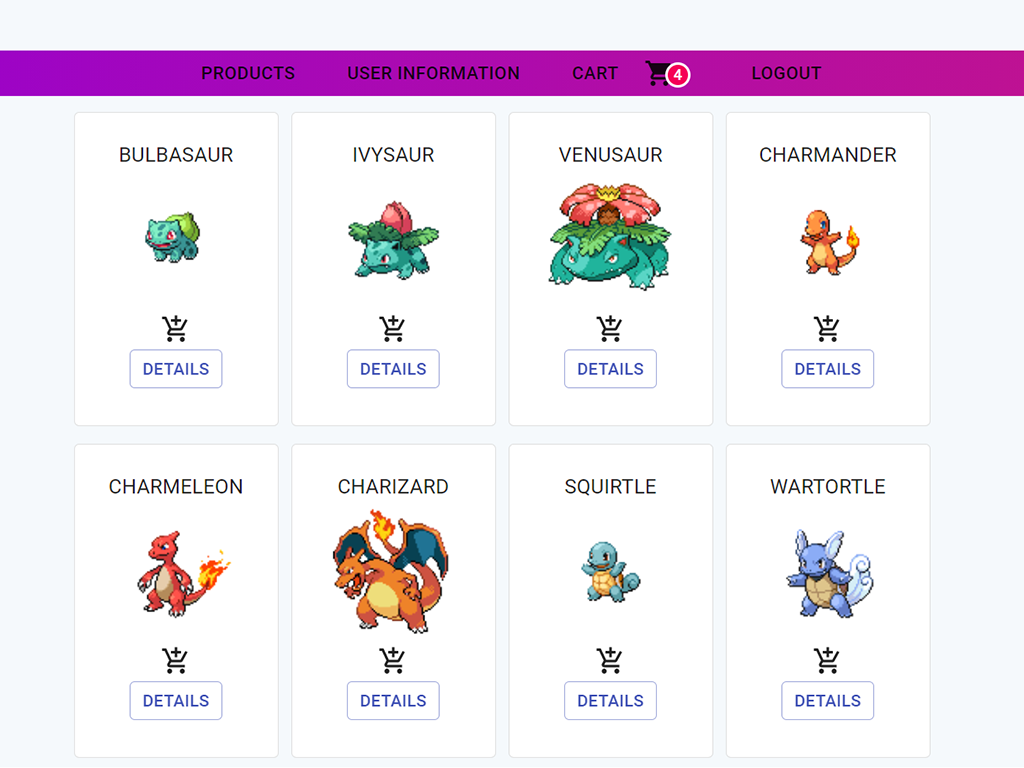 PRODUCTS USER INFORMATION CART 4 LOGOUT
BULBASAUR IVYSAUR VENUSAUR CHARMANDER
DETAILS DETAILS DETAILS DETAILS
CHARMELEON CHARIZARD SQUIRTLE WARTORTLE
DETAILS DETAILS DETAILS DETAILS